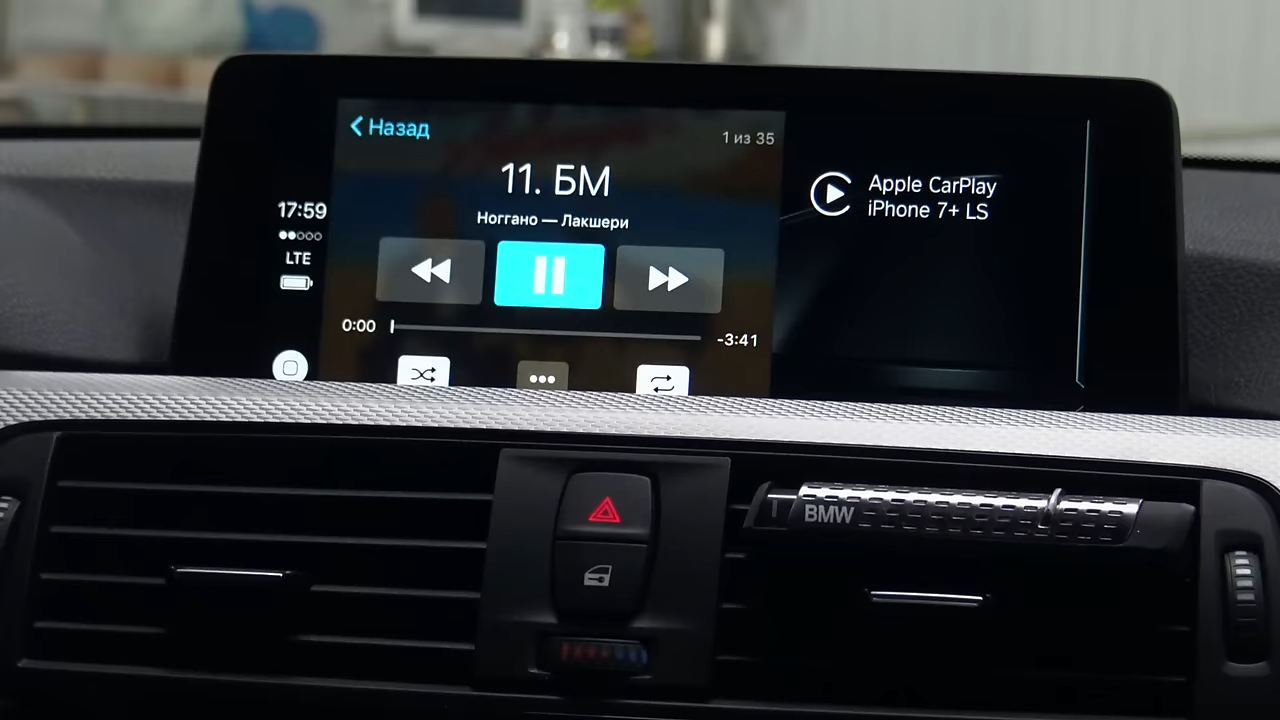 Назад
1 из 35
11. БМ
Ноггано — Лакшери
17:59
LTE
0:00
-3:41
Apple CarPlay
iPhone 7+ LS
BMW